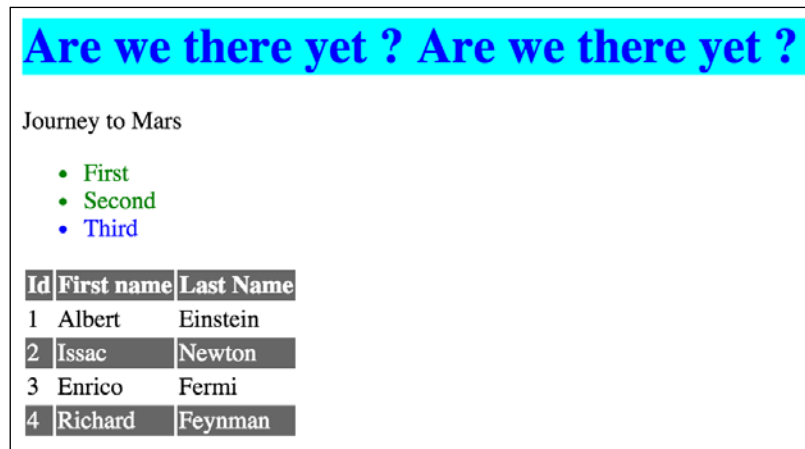 Are we there yet ? Are we there yet ?
Journey to Mars
First
Second
Third
Id First name Last Name
1 Albert Einstein
2 Issac Newton
3 Enrico Fermi
4 Richard Feynman